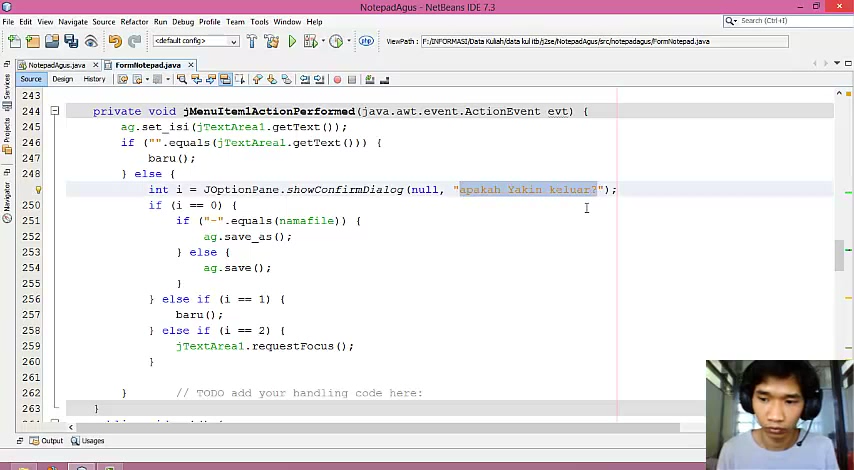 NotepadAgus - NetBeans IDE 7.3
File Edit View Navigate Source Refactor Run Debug Profile Team Tools Window Help
Search (Ctrl+I)
<default config>
ViewPath : F:/INFORMASI/Data Kuliah/data kul itb/j2se/NotepadAgus/src/notepadagus/FormNotepad.java
NotepadAgus.java FormNotepad.java
Source Design History
Services
Projects
Navigator
243
244 private void jMenuItem1ActionPerformed(java.awt.event.ActionEvent evt) {
245 ag.set_isi(jTextArea1.getText());
246 if ("".equals(jTextArea1.getText())) {
247 baru();
248 } else {
int i = JOptionPane.showConfirmDialog(null, "apakah Yakin keluar?");
250 if (i == 0) {
251 if ("-".equals(namafile)) {
252 ag.save_as();
253 } else {
254 ag.save();
255 }
256 } else if (i == 1) {
257 baru();
258 } else if (i == 2) {
259 jTextArea1.requestFocus();
260 }
261
262 } // TODO add your handling code here:
263 }
Output Usages